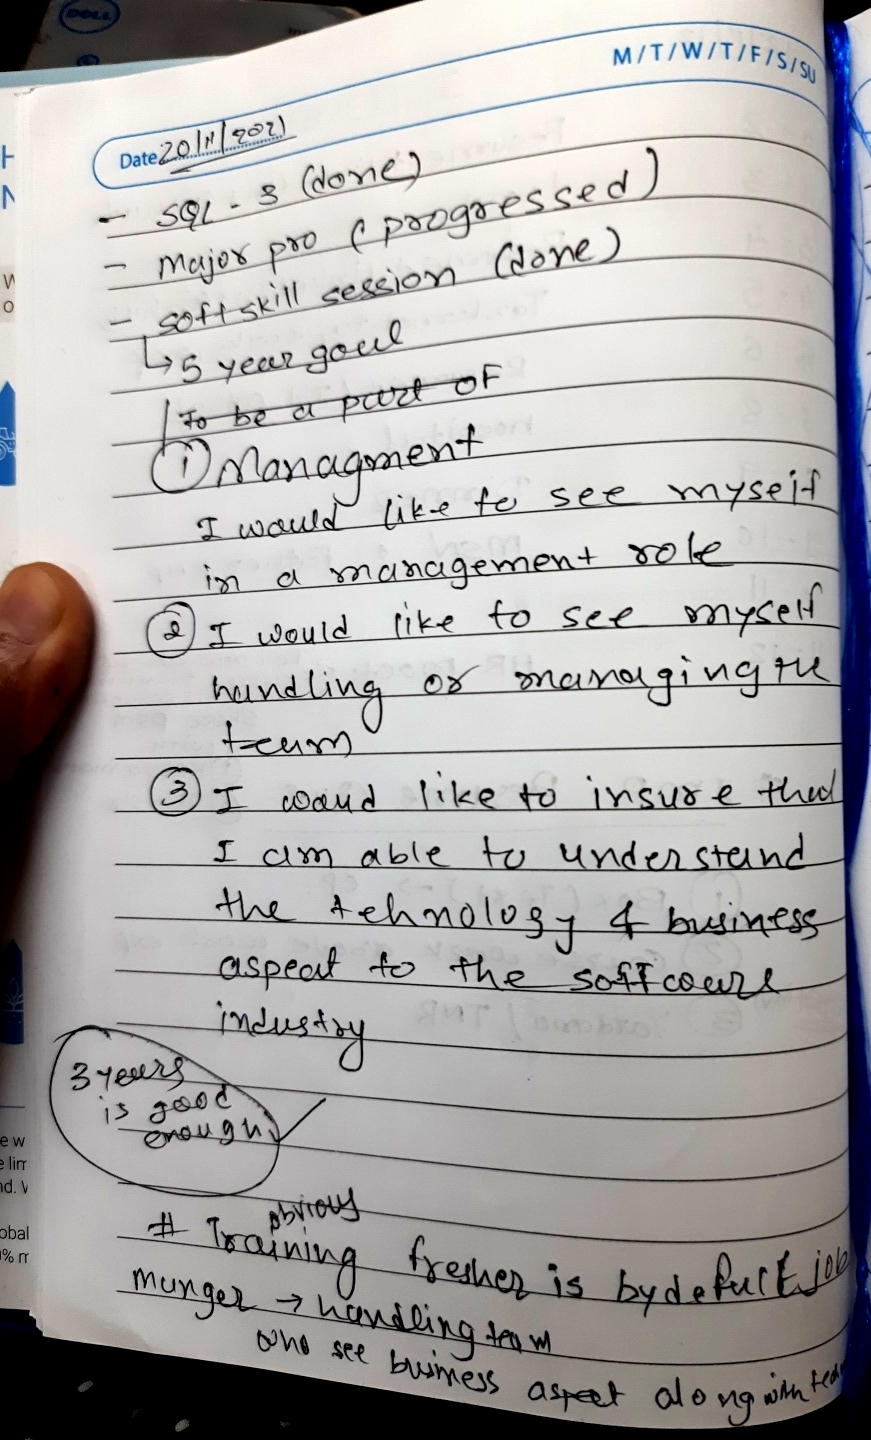 DELL
M/T/W/T/F/S/SU
Date 20/11/2021
- SQL - 3 (done)
- Major pro (progressed)
- softskill session (done)
↳ 5 year goul
To be a part of
① Managment
I would like to see myself
in a management role
② I would like to see myself
handling or managing the
team
③ I would like to insure that
I am able to understand
the tehnology & business
aspeat to the software
industry
3 years
is good
enough
obvious
# Training fresher is bydefult job
munger → handling team
who see business aspect along with